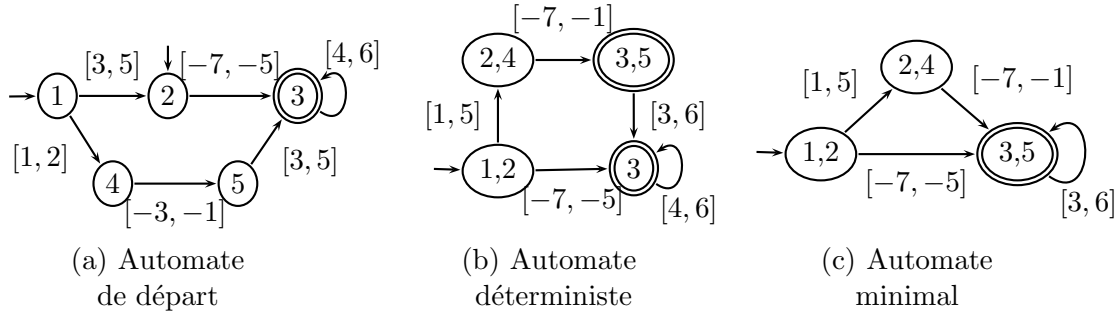 [3, 5] [−7, −5] [4, 6]
1 2 3
[1, 2] [3, 5]
4 5
[−3, −1]
(a) Automate
de départ
[−7, −1]
2,4 3,5
[1, 5] [3, 6]
1,2 3
[−7, −5] [4, 6]
(b) Automate
déterministe
2,4
[1, 5] [−7, −1]
1,2 3,5
[−7, −5]
[3, 6]
(c) Automate
minimal